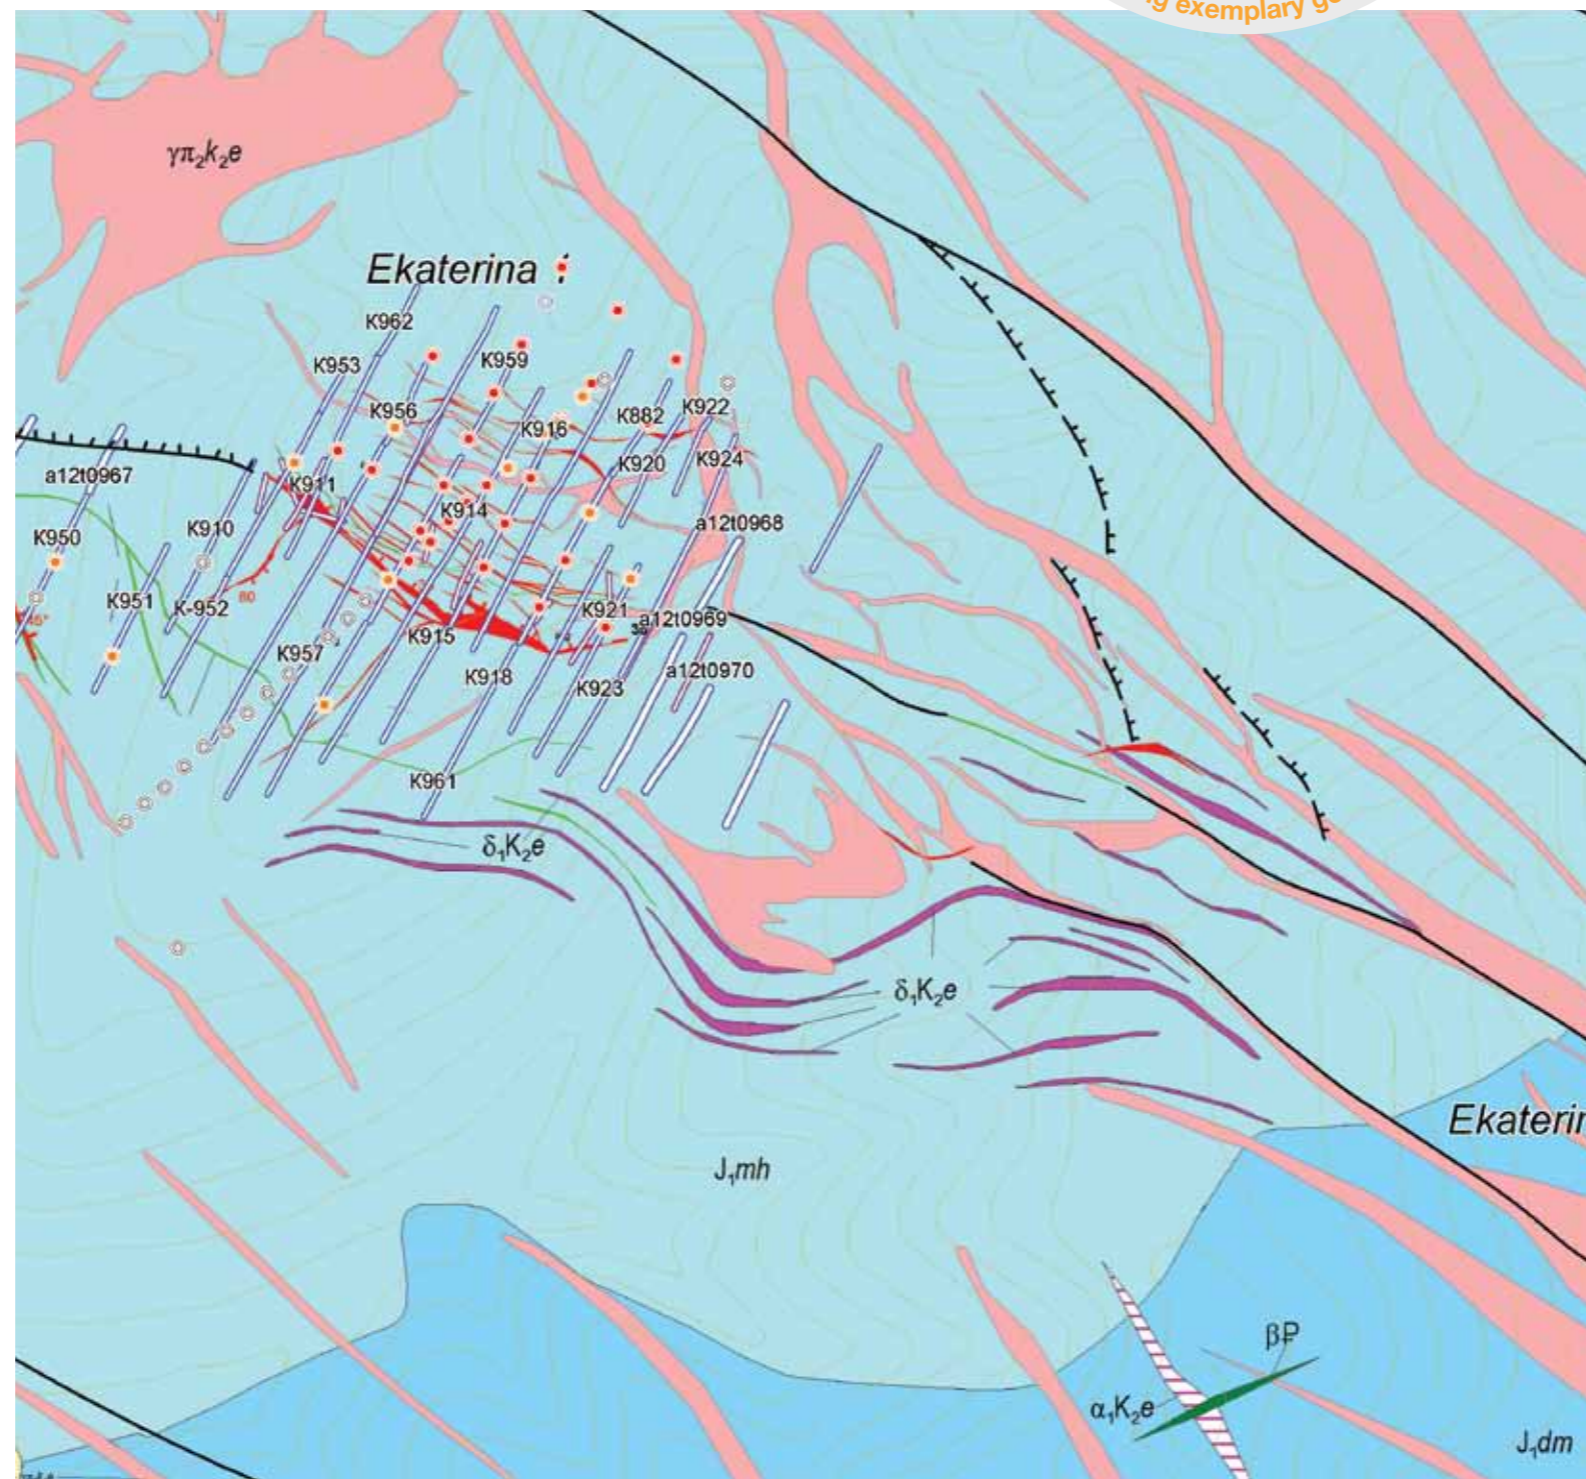 g exemplary g
γπ₂k₂e
Ekaterina
K962
K953
K959
K956
K916
K882
K922
K920
K924
a12t0967
K911
K910
K914
a12t0968
K950
K951
K-952
80
K921
a12t0969
K915
K957
a12t0970
K918
K923
K961
δ₁K₂e
δ₁K₂e
Ekaterin
J₁mh
βP
α₁K₂e
J₁dm